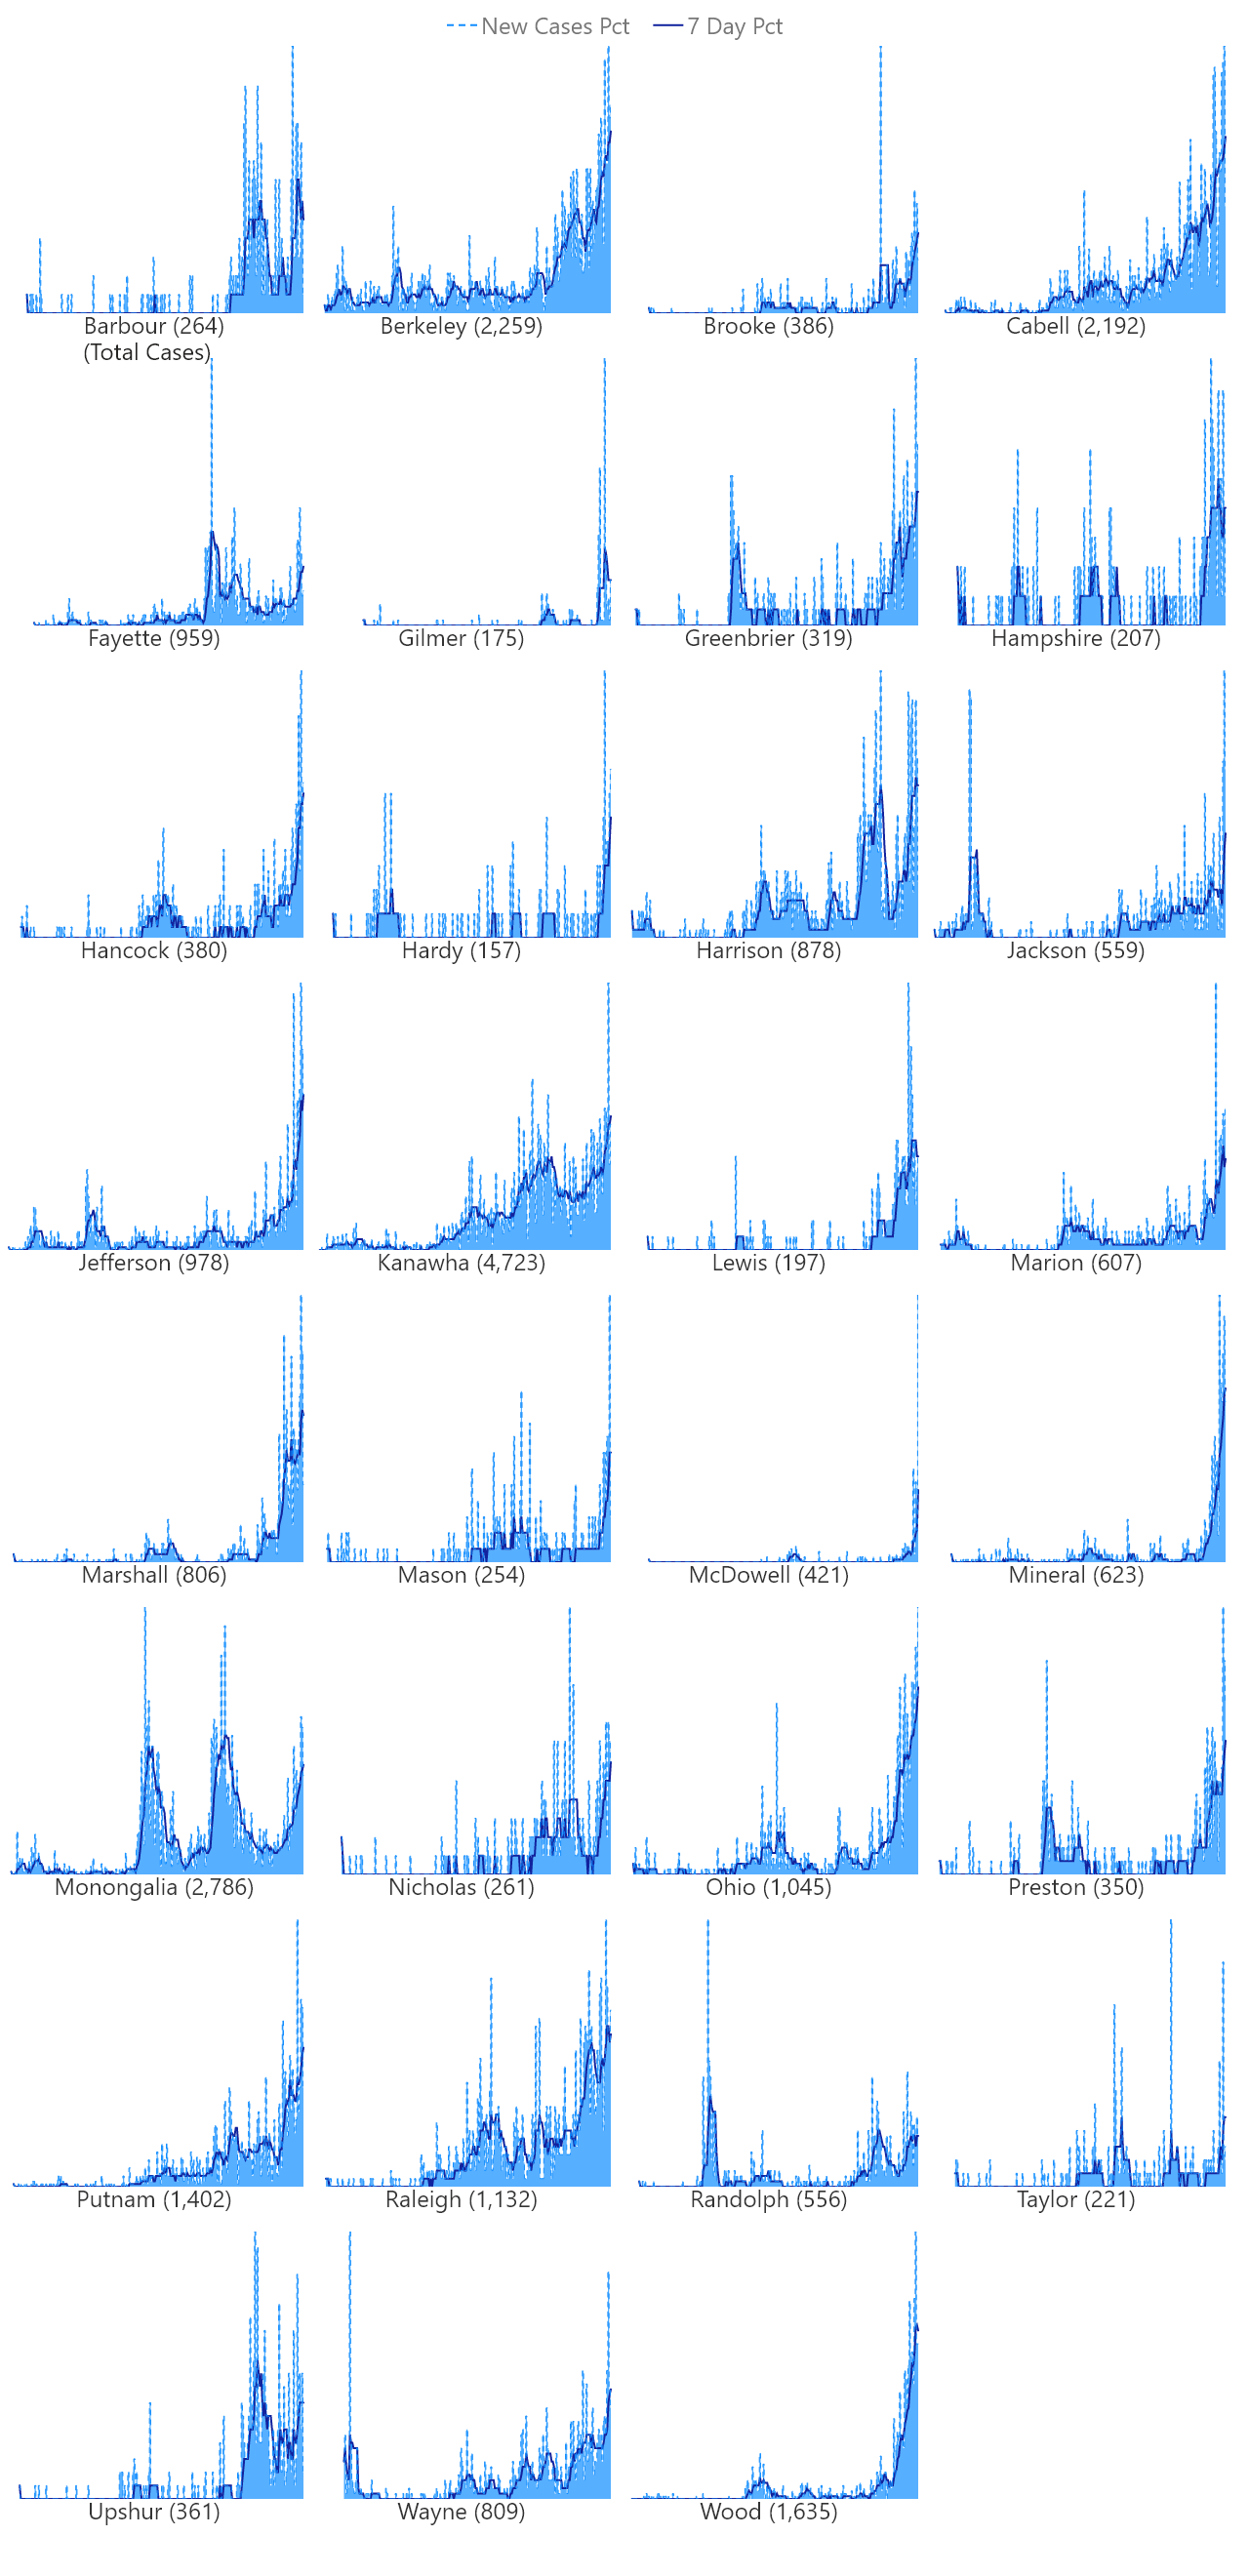 New Cases Pct 7 Day Pct
Barbour (264) Berkeley (2,259) Brooke (386) Cabell (2,192)
(Total Cases)
Fayette (959) Gilmer (175) Greenbrier (319) Hampshire (207)
Hancock (380) Hardy (157) Harrison (878) Jackson (559)
Jefferson (978) Kanawha (4,723) Lewis (197) Marion (607)
Marshall (806) Mason (254) McDowell (421) Mineral (623)
Monongalia (2,786) Nicholas (261) Ohio (1,045) Preston (350)
Putnam (1,402) Raleigh (1,132) Randolph (556) Taylor (221)
Upshur (361) Wayne (809) Wood (1,635)